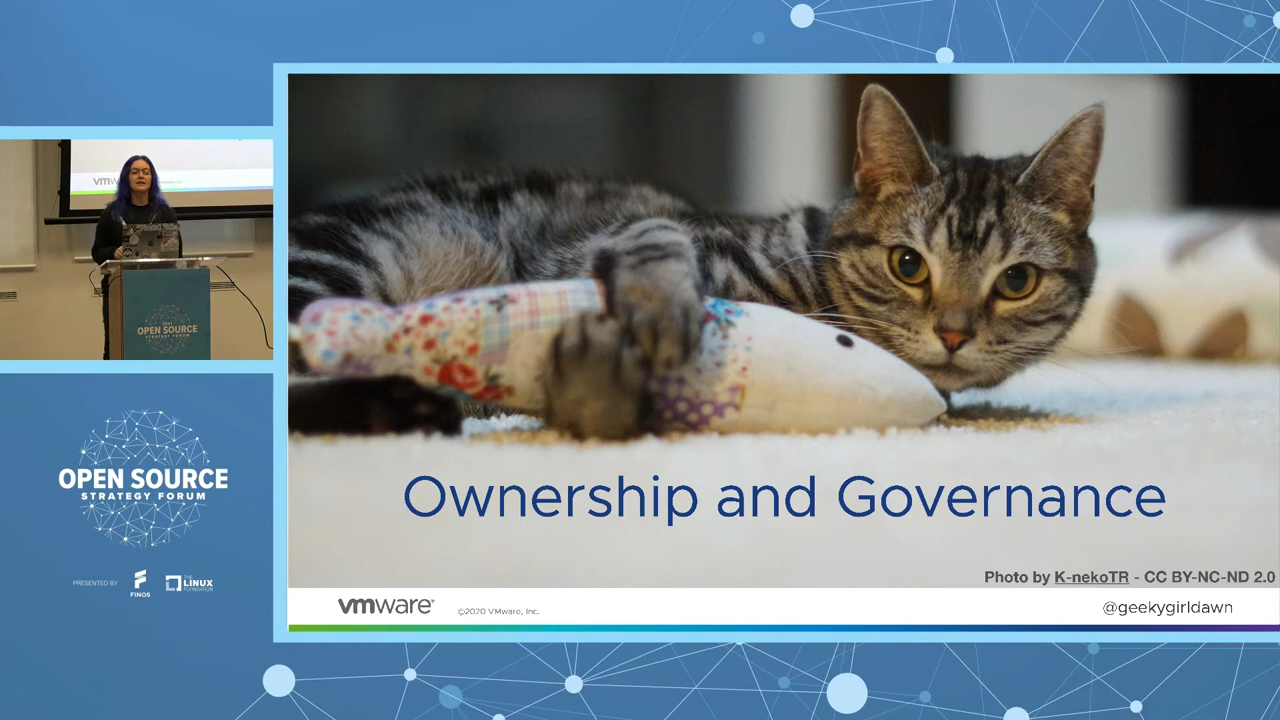 Ownership and Governance
Photo by K-nekoTR - CC BY-NC-ND 2.0
vmware®
©2020 VMware, Inc.
@geekygirldawn
vmw
OPEN SOURCE
STRATEGY FORUM
OPEN SOURCE
STRATEGY FORUM
PRESENTED BY
FINOS
THE
LINUX
FOUNDATION